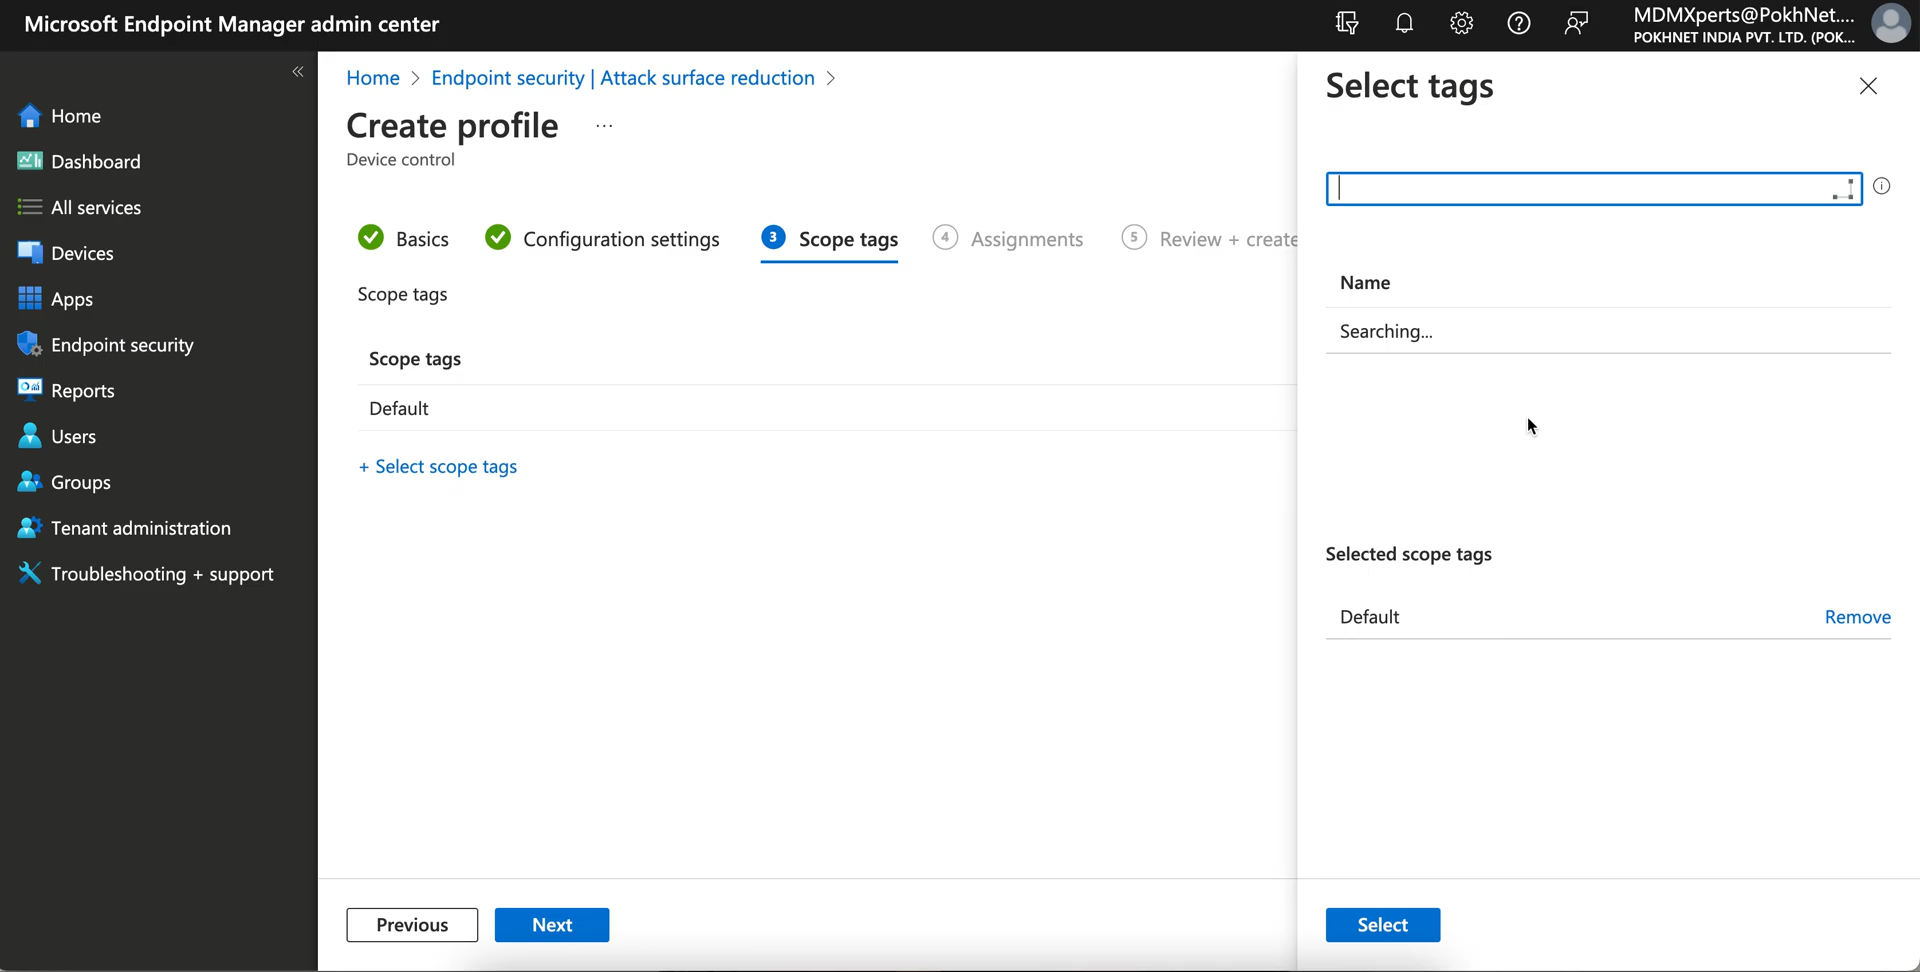 Microsoft Endpoint Manager admin center
MDMXperts@PokhNet....
POKHNET INDIA PVT. LTD. (POK...
Home
Dashboard
All services
Devices
Apps
Endpoint security
Reports
Users
Groups
Tenant administration
Troubleshooting + support
Home > Endpoint security | Attack surface reduction >
Create profile ...
Device control
Basics
Configuration settings
3 Scope tags
4 Assignments
5 Review + create
Scope tags
Scope tags
Default
+ Select scope tags
Previous
Next
Select tags
Name
Searching...
Selected scope tags
Default Remove
Select